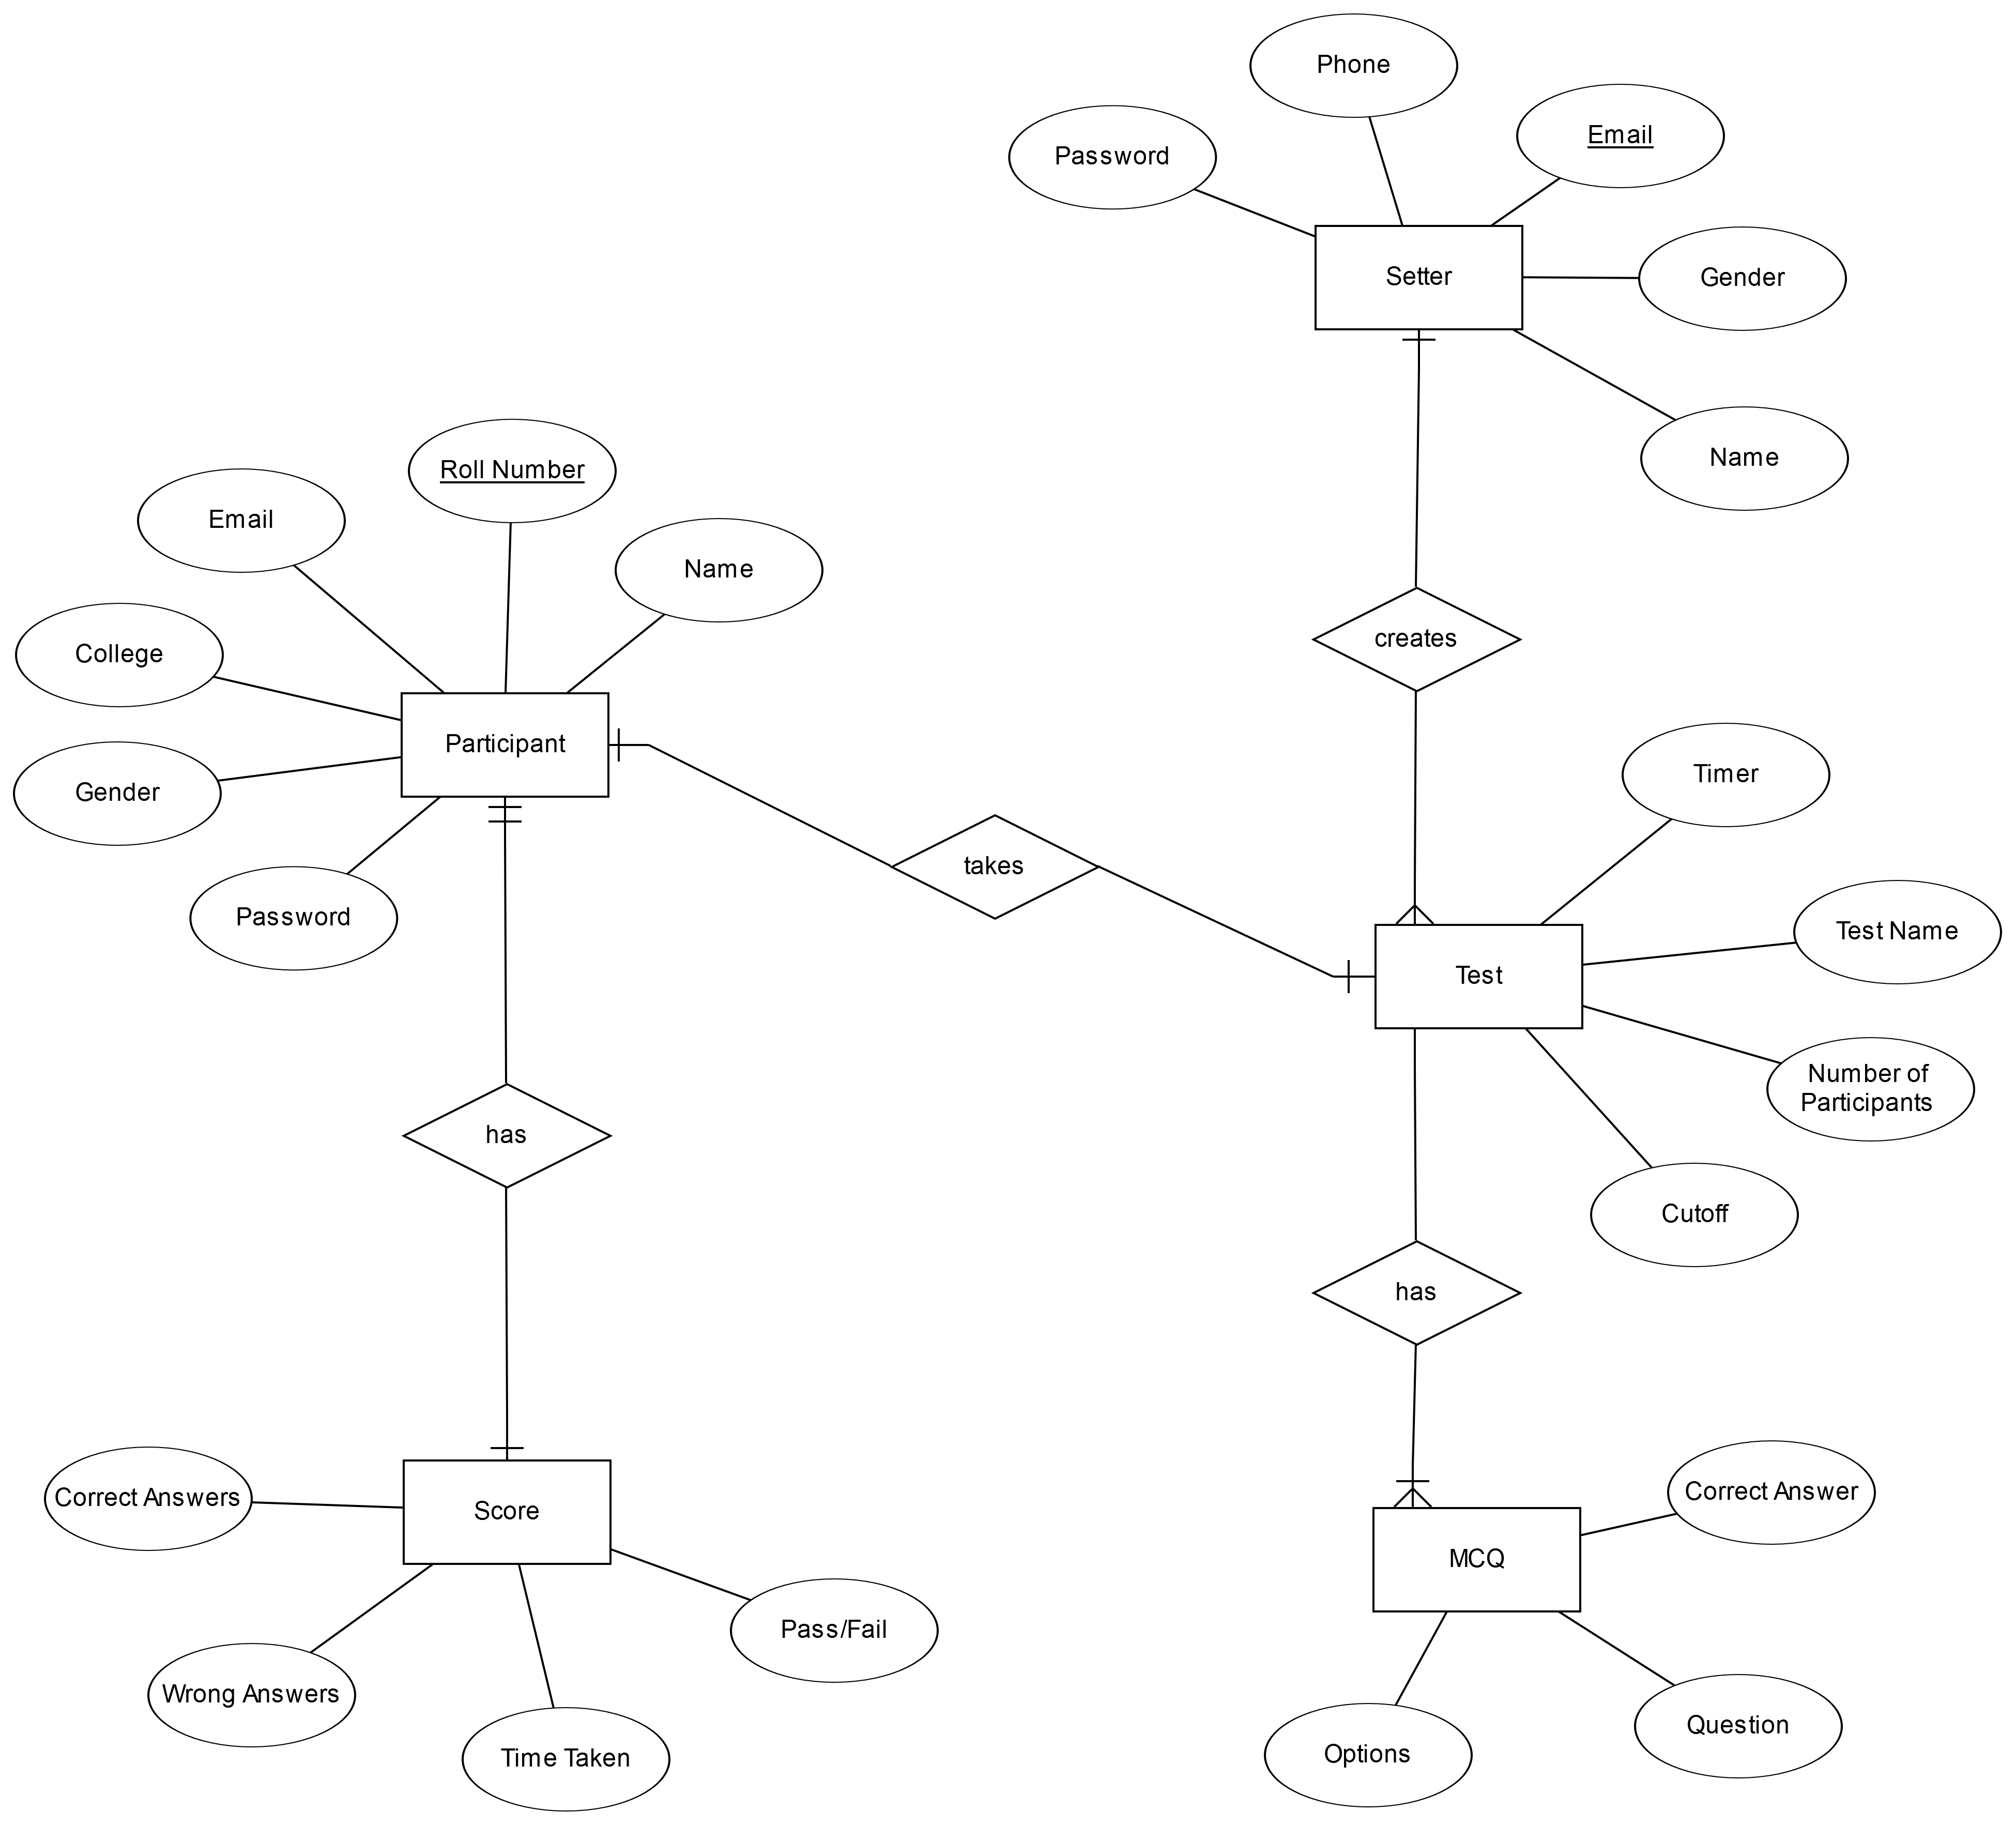 Phone
Email
Password
Setter
Gender
Name
Roll Number
Email
Name
creates
College
Participant
Timer
Gender
takes
Password
Test Name
Test
Number of
Participants
has
Cutoff
has
Correct Answers
Score
Correct Answer
MCQ
Pass/Fail
Wrong Answers
Question
Time Taken
Options